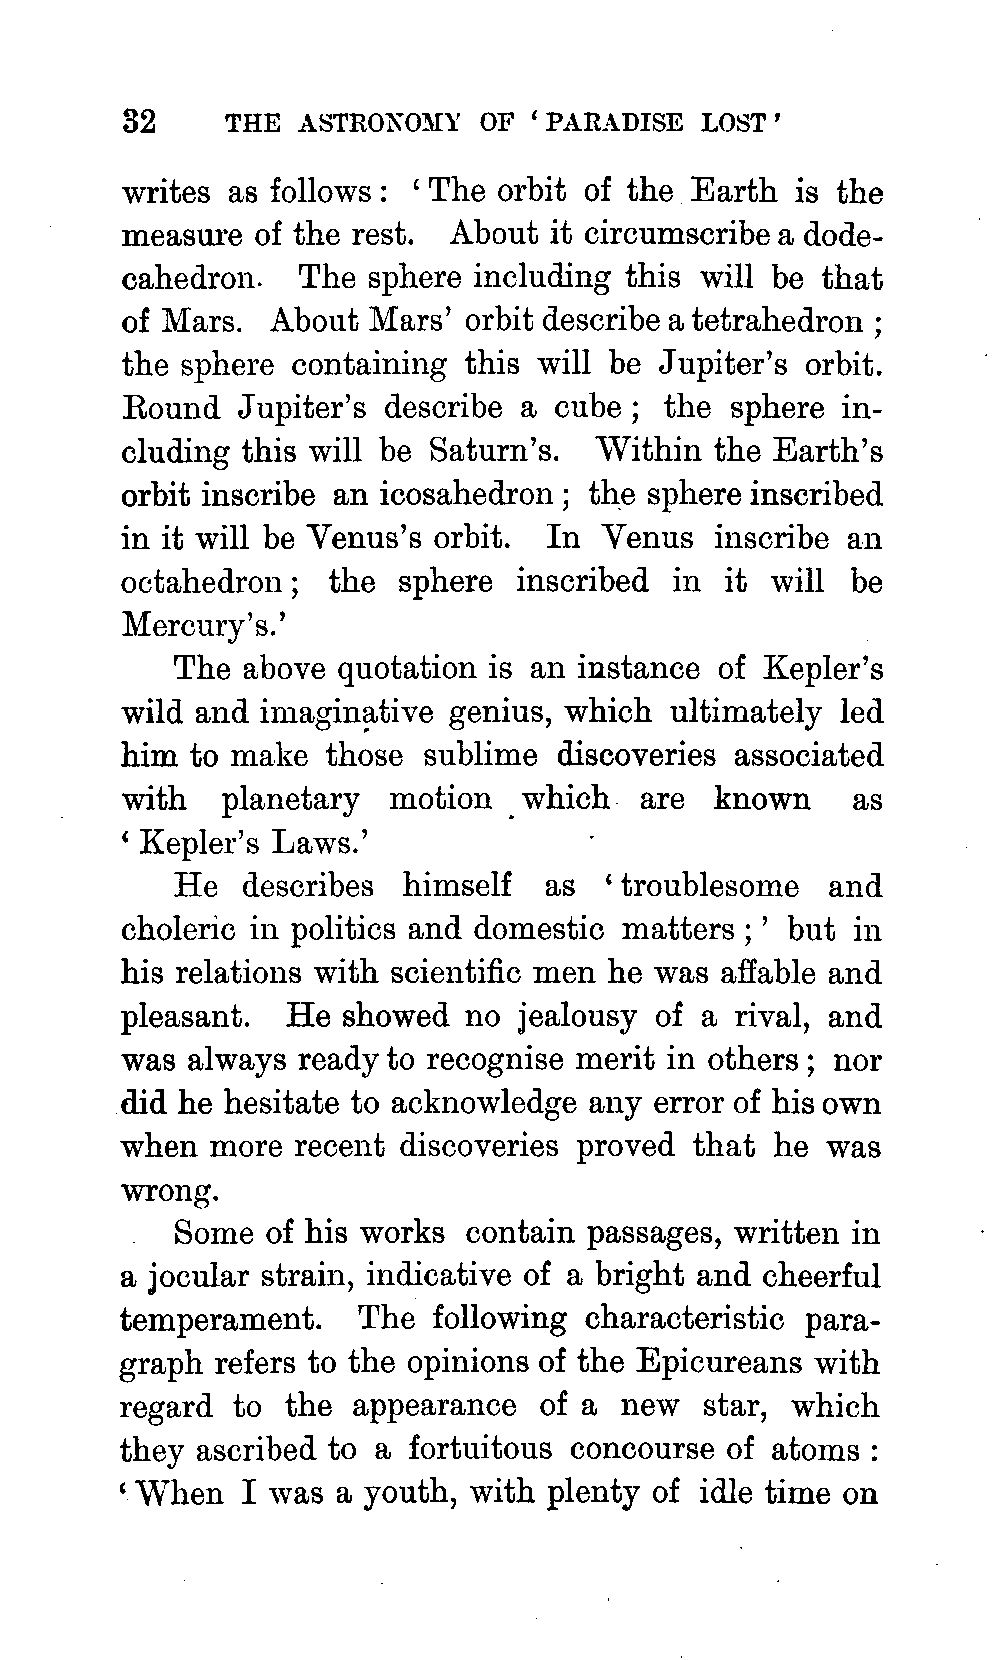 32 THE ASTRONOMY OF ‘PARADISE LOST’
writes as follows: ‘The orbit of the Earth is the
measure of the rest. About it circumscribe a dode-
cahedron. The sphere including this will be that
of Mars. About Mars’ orbit describe a tetrahedron ;
the sphere containing this will be Jupiter’s orbit.
Round Jupiter’s describe a cube ; the sphere in-
cluding this will be Saturn’s. Within the Earth’s
orbit inscribe an icosahedron ; the sphere inscribed
in it will be Venus’s orbit. In Venus inscribe an
octahedron ; the sphere inscribed in it will be
Mercury’s.’
The above quotation is an instance of Kepler’s
wild and imaginative genius, which ultimately led
him to make those sublime discoveries associated
with planetary motion which are known as
‘Kepler’s Laws.’
He describes himself as ‘troublesome and
choleric in politics and domestic matters ;’ but in
his relations with scientific men he was affable and
pleasant. He showed no jealousy of a rival, and
was always ready to recognise merit in others ; nor
did he hesitate to acknowledge any error of his own
when more recent discoveries proved that he was
wrong.
Some of his works contain passages, written in
a jocular strain, indicative of a bright and cheerful
temperament. The following characteristic para-
graph refers to the opinions of the Epicureans with
regard to the appearance of a new star, which
they ascribed to a fortuitous concourse of atoms :
‘When I was a youth, with plenty of idle time on